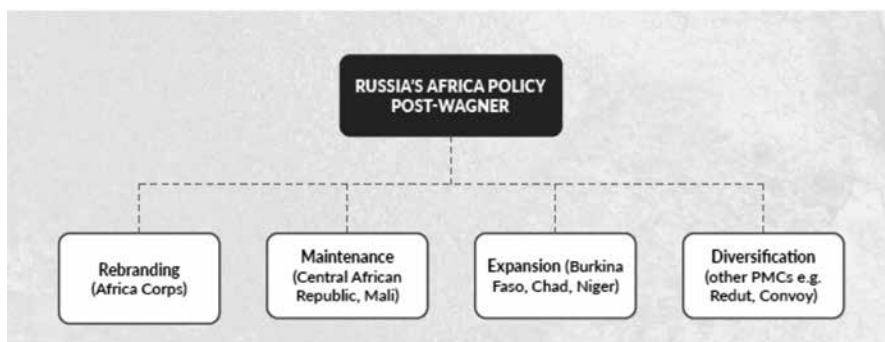 RUSSIA'S AFRICA POLICY
POST-WAGNER
Rebranding
(Africa Corps)
Maintenance
(Central African
Republic, Mali)
Expansion (Burkina
Faso, Chad, Niger)
Diversification
(other PMCs e.g.
Redut, Convoy)